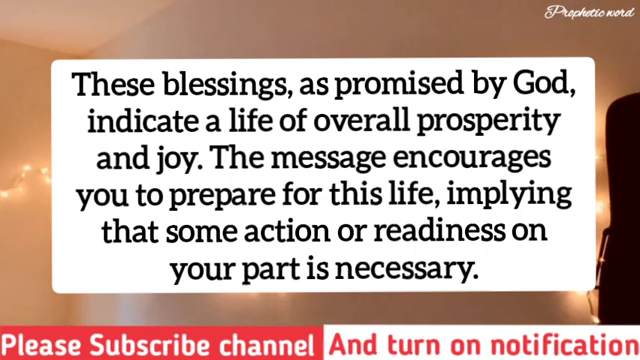 Prophetic word
These blessings, as promised by God,
indicate a life of overall prosperity
and joy. The message encourages
you to prepare for this life, implying
that some action or readiness on
your part is necessary.
Please Subscribe channel And turn on notification